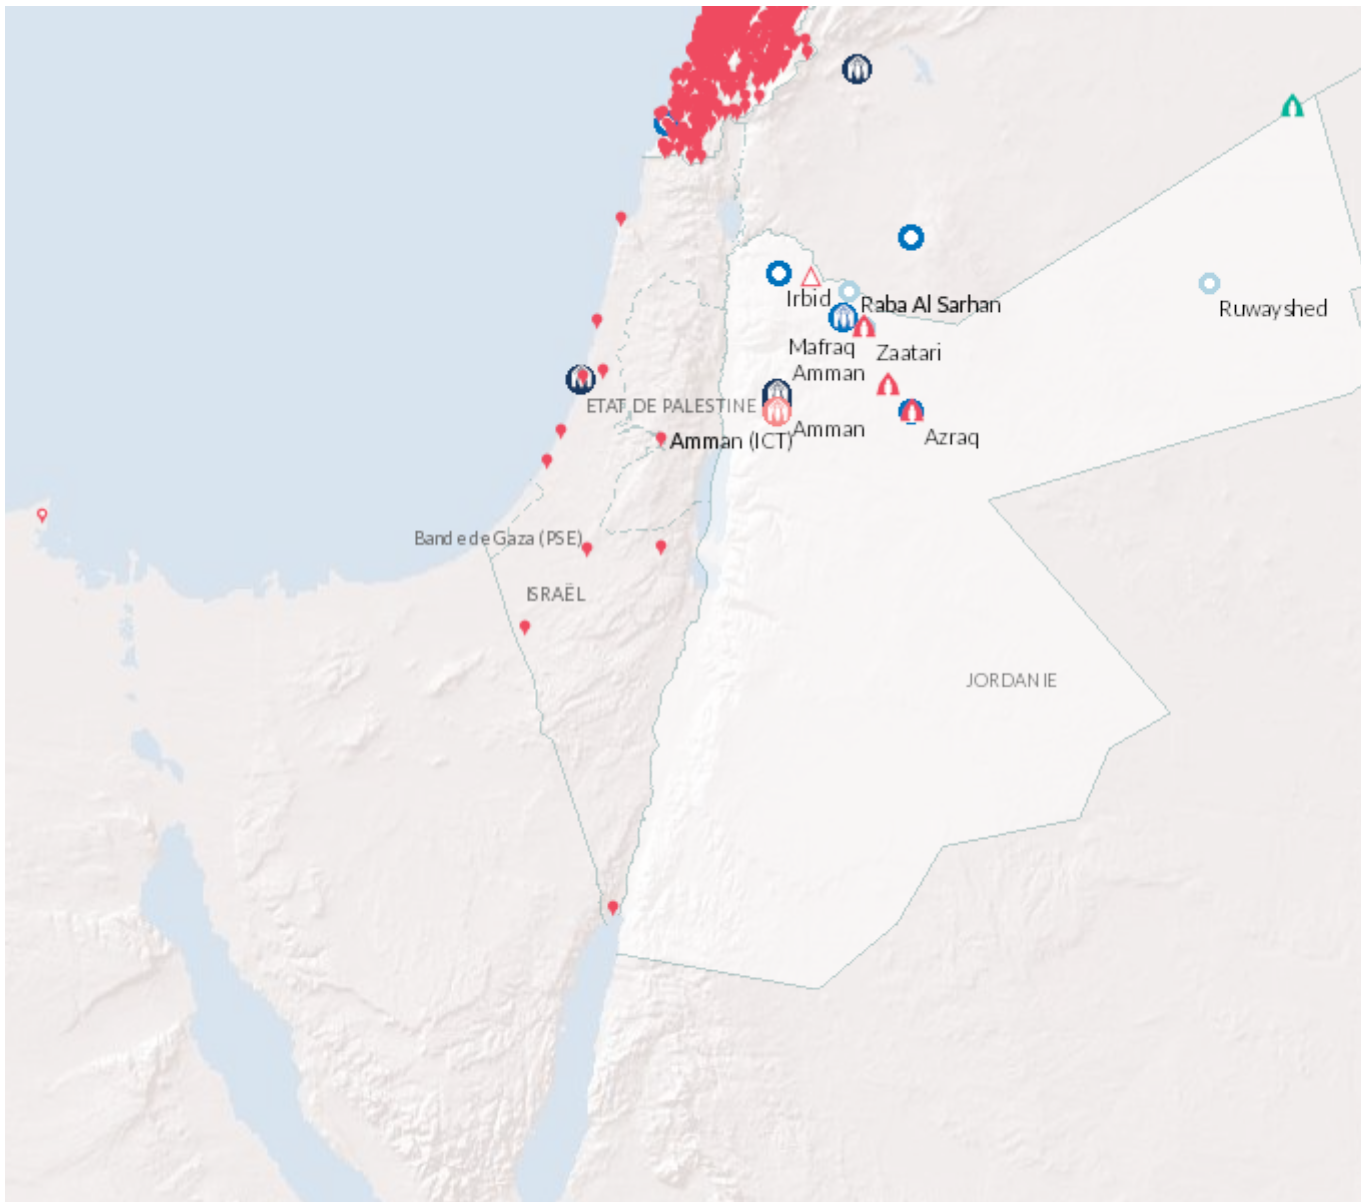 Irbid
Raba Al Sarhan
Ruwayshed
Mafraq
Zaatari
Amman
ETAT DE PALESTINE
Amman
Amman (ICT)
Azraq
Bande de Gaza (PSE)
ISRAËL
JORDANIE